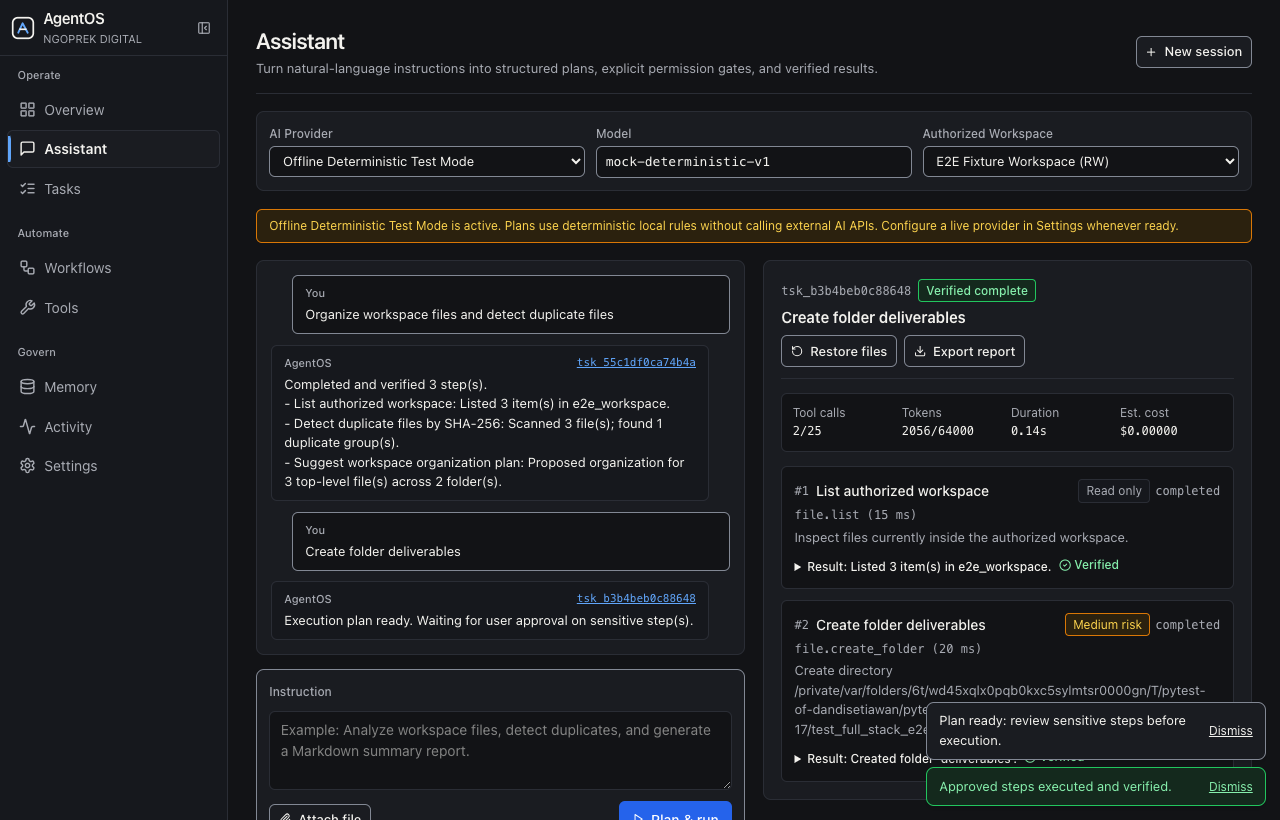 AgentOS
NGOPREK DIGITAL
Operate
Overview
Assistant
Tasks
Automate
Workflows
Tools
Govern
Memory
Activity
Settings
Assistant
Turn natural-language instructions into structured plans, explicit permission gates, and verified results.
+ New session
AI Provider
Offline Deterministic Test Mode
Model
mock-deterministic-v1
Authorized Workspace
E2E Fixture Workspace (RW)
Offline Deterministic Test Mode is active. Plans use deterministic local rules without calling external AI APIs. Configure a live provider in Settings whenever ready.
You
Organize workspace files and detect duplicate files
AgentOS
tsk_55c1df0ca74b4a
Completed and verified 3 step(s).
- List authorized workspace: Listed 3 item(s) in e2e_workspace.
- Detect duplicate files by SHA-256: Scanned 3 file(s); found 1
duplicate group(s).
- Suggest workspace organization plan: Proposed organization for
3 top-level file(s) across 2 folder(s).
You
Create folder deliverables
AgentOS
tsk_b3b4beb0c88648
Execution plan ready. Waiting for user approval on sensitive step(s).
Instruction
Example: Analyze workspace files, detect duplicates, and generate
a Markdown summary report.
Attach file
Plan & run
tsk_b3b4beb0c88648
Verified complete
Create folder deliverables
Restore files
Export report
Tool calls
2/25
Tokens
2056/64000
Duration
0.14s
Est. cost
$0.00000
#1 List authorized workspace
Read only
completed
file.list (15 ms)
Inspect files currently inside the authorized workspace.
Result: Listed 3 item(s) in e2e_workspace.
Verified
#2 Create folder deliverables
Medium risk
completed
file.create_folder (20 ms)
Create directory
/private/var/folders/6t/wd45xqlx0pqb0kxc5sylmtsr0000gn/T/pytest-
of-dandisetiawan/pyte
17/test_full_stack_e2e
Result: Created folder
Plan ready: review sensitive steps before
execution.
Dismiss
Approved steps executed and verified.
Dismiss